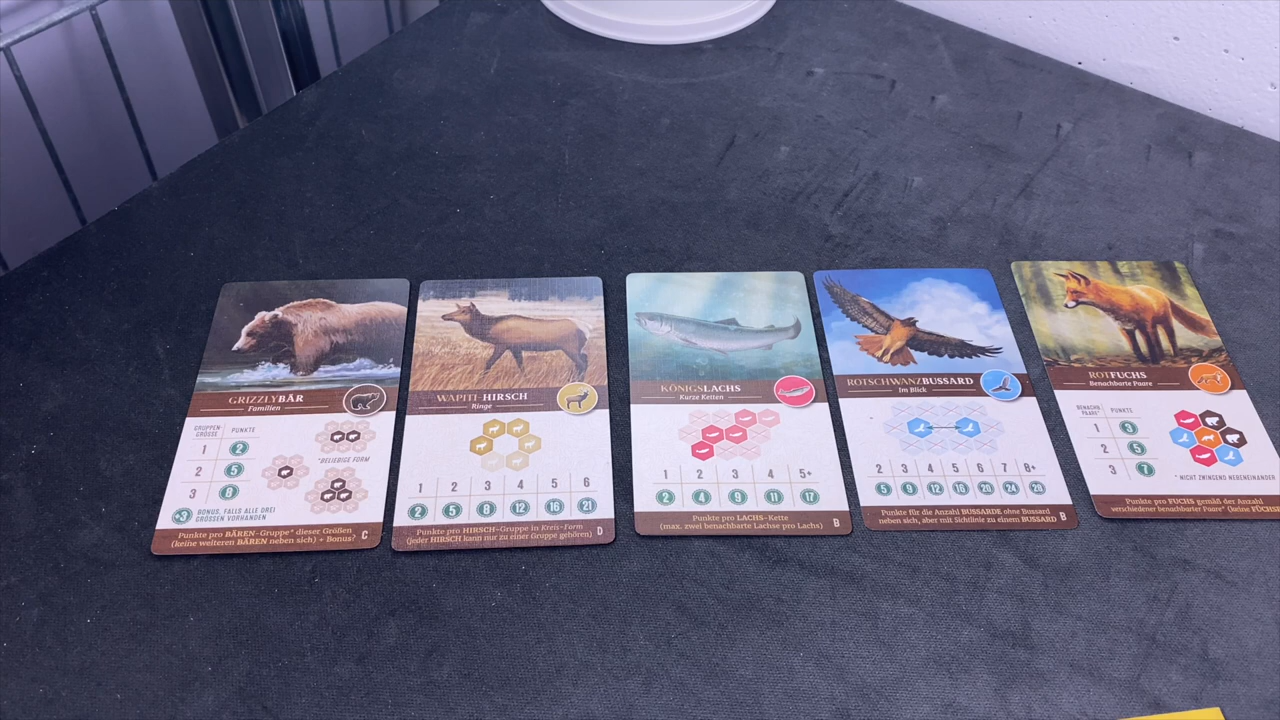 GRIZZLYBÄR
Familien
GRUPPEN-
GRÖSSE
PUNKTE
1 2
2 5
3 8
*BELIEBIGE FORM
+3 BONUS, FALLS ALLE DREI
GRÖSSEN VORHANDEN
Punkte pro BÄREN-Gruppe* dieser Größen
(keine weiteren BÄREN neben sich) + Bonus?
C
WAPITI-HIRSCH
Ringe
1 2 3 4 5 6
2 5 8 12 16 21
Punkte pro HIRSCH-Gruppe in Kreis-Form
(jeder HIRSCH kann nur zu einer Gruppe gehören)
D
KÖNIGSLACHS
Kurze Ketten
1 2 3 4 5+
2 4 9 11 17
Punkte pro LACHS-Kette
(max. zwei benachbarte Lachse pro Lachs)
B
ROTSCHWANZBUSSARD
Im Blick
2 3 4 5 6 7 8+
5 9 12 16 20 24 28
Punkte für die Anzahl BUSSARDE ohne Bussard
neben sich, aber mit Sichtlinie zu einem BUSSARD
B
ROTFUCHS
Benachbarte Paare
BENACHB.
PAARE*
PUNKTE
1 3
2 5
3 7
* NICHT ZWINGEND NEBENEINANDER
Punkte pro FUCHS gemäß der Anzahl
verschiedener benachbarter Paare* (keine FÜCHSE